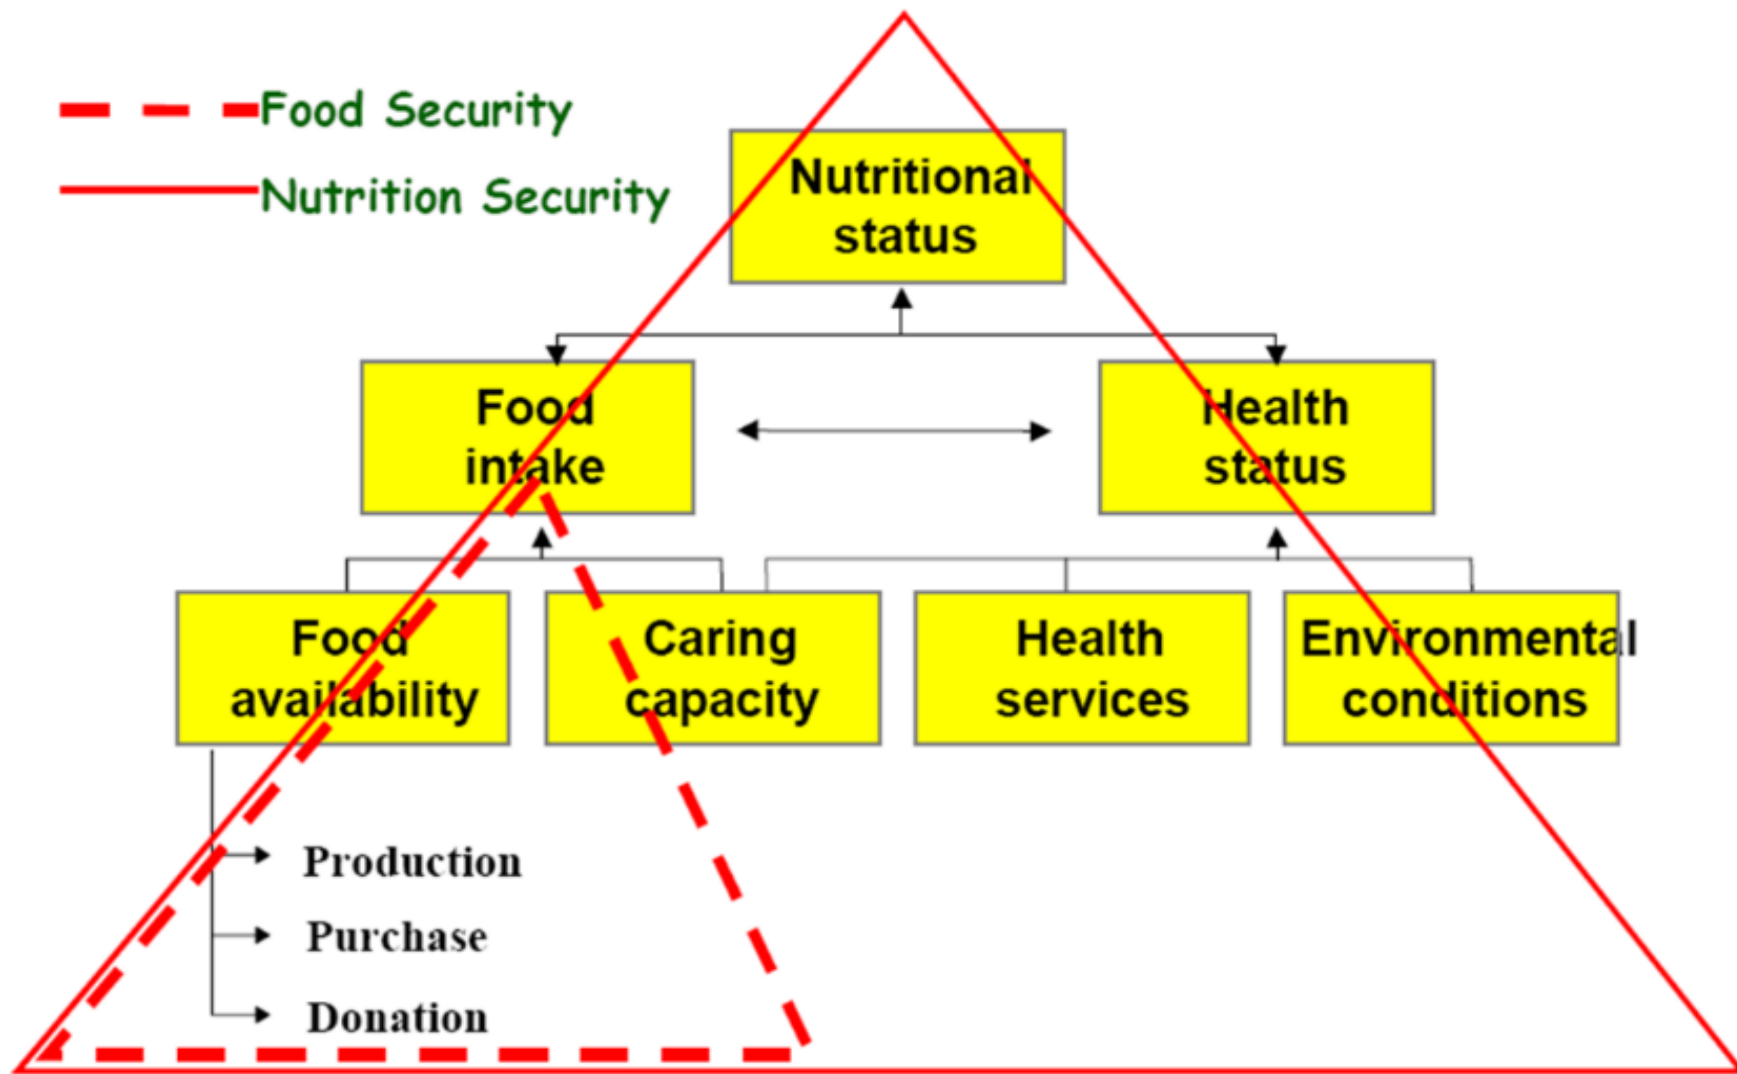 Food Security
Nutrition Security
Nutritional
status
Food
intake
Health
status
Food
availability
Caring
capacity
Health
services
Environmental
conditions
Production
Purchase
Donation